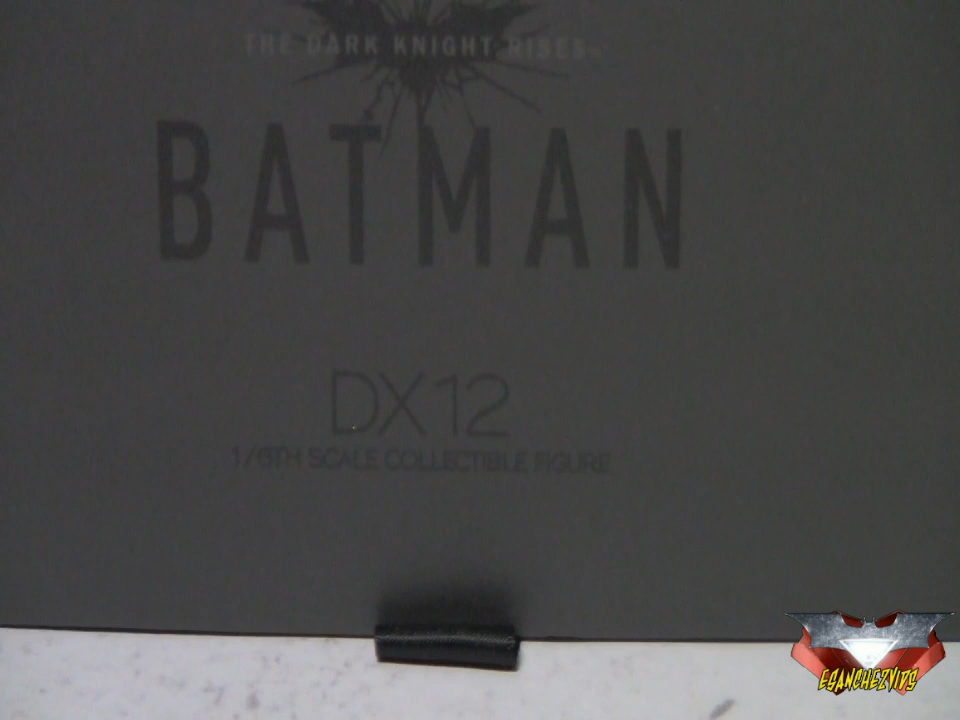 THE DARK KNIGHT RISES
BATMAN
DX12
1/6TH SCALE COLLECTIBLE FIGURE
ESANCHEZVIDS